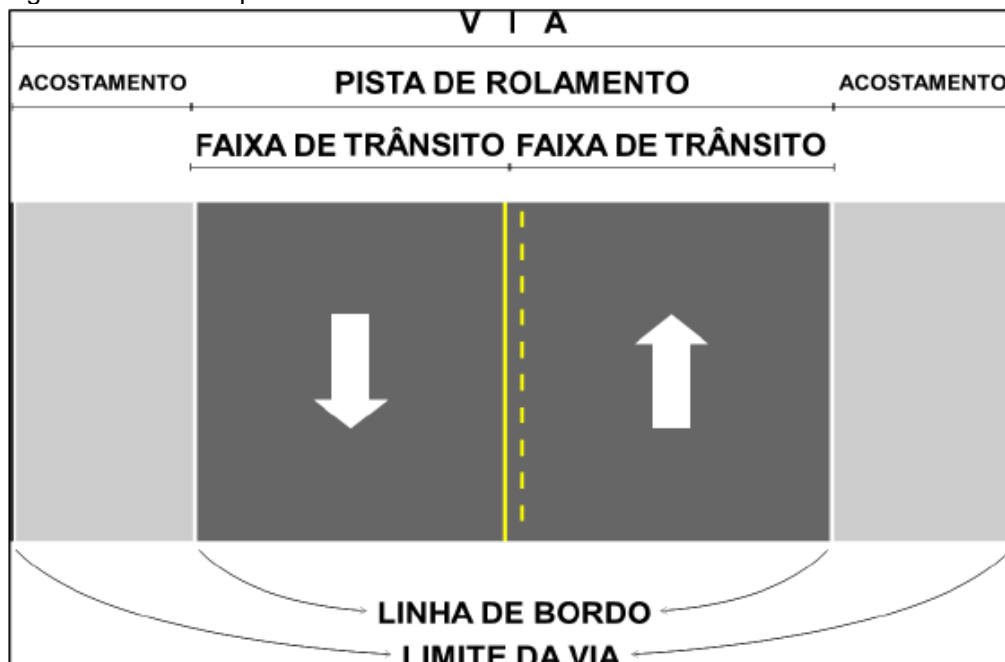 V I A
ACOSTAMENTO PISTA DE ROLAMENTO ACOSTAMENTO
FAIXA DE TRÂNSITO FAIXA DE TRÂNSITO
LINHA DE BORDO
LIMITE DA VIA